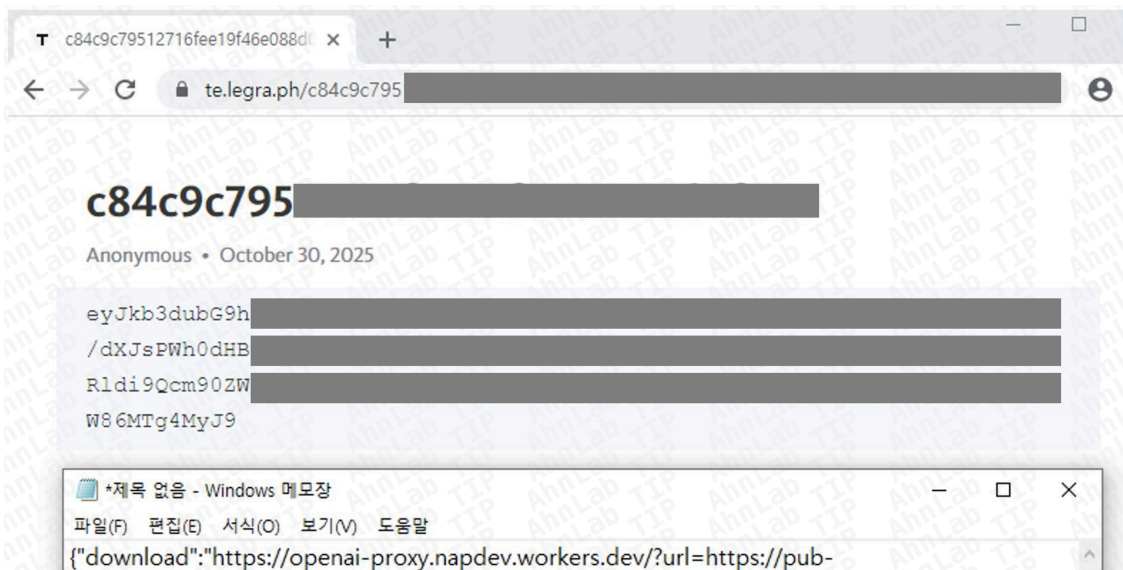 T c84c9c79512716fee19f46e088d
te.legra.ph/c84c9c795
c84c9c795
Anonymous • October 30, 2025
eyJkb3dubG9h
/dXJsPWh0dHB
Rldi9Qcm90ZW
W86MTg4MyJ9
*제목 없음 - Windows 메모장
파일(F) 편집(E) 서식(O) 보기(V) 도움말
{"download":"https://openai-proxy.napdev.workers.dev/?url=https://pub-
AhnLab TIP